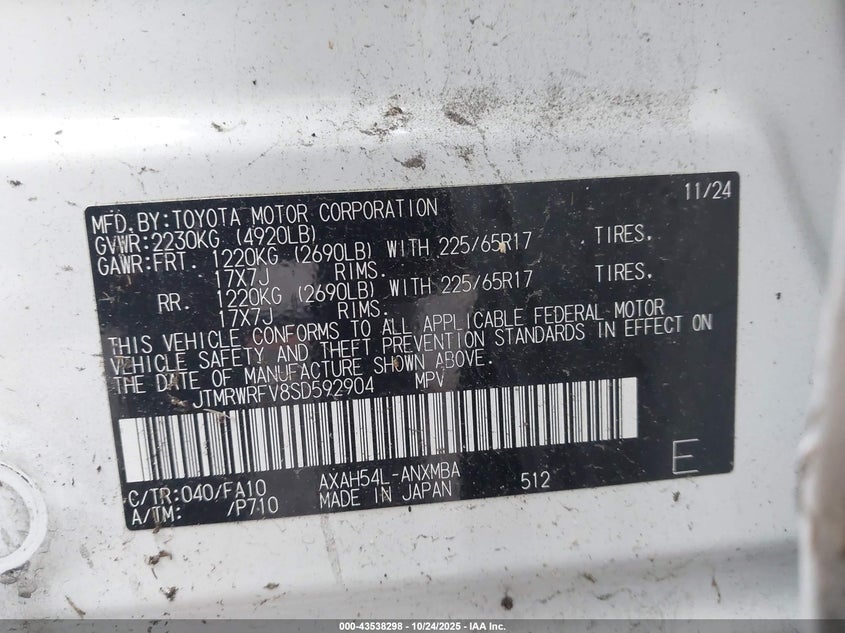 11/24
MFD.BY:TOYOTA MOTOR CORPORATION
GVWR:2230KG (4920LB)
GAWR:FRT. 1220KG (2690LB) WITH 225/65R17 TIRES,
17X7J RIMS.
RR. 1220KG (2690LB) WITH 225/65R17 TIRES,
17X7J RIMS.
THIS VEHICLE CONFORMS TO ALL APPLICABLE FEDERAL MOTOR
VEHICLE SAFETY AND THEFT PREVENTION STANDARDS IN EFFECT ON
THE DATE OF MANUFACTURE SHOWN ABOVE.
JTMRWRFV8SD592904 MPV
C/TR:040/FA10 AXAH54L-ANXMBA 512 E
A/TM: /P710 MADE IN JAPAN
000-43538298 - 10/24/2025 - IAA Inc.